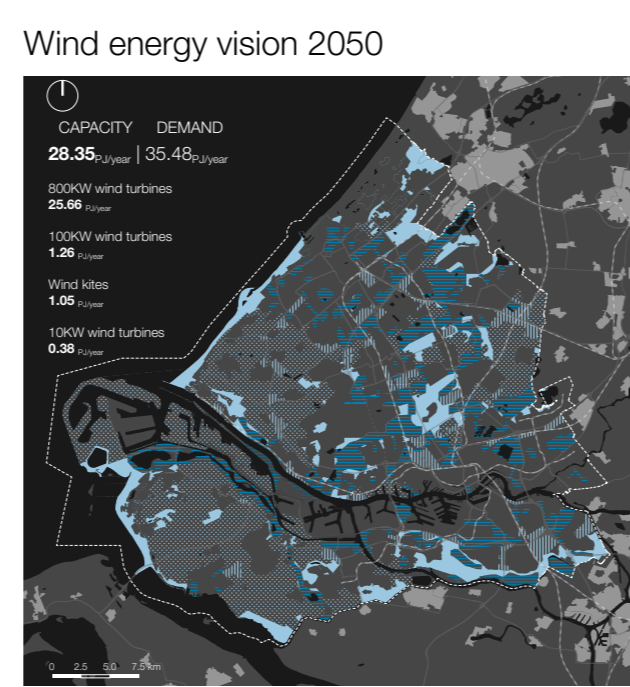 Wind energy vision 2050
CAPACITY DEMAND
28.35PJ/year | 35.48PJ/year
800KW wind turbines
25.66 PJ/year
100KW wind turbines
1.26 PJ/year
Wind kites
1.05 PJ/year
10KW wind turbines
0.38 PJ/year
0 2.5 5.0 7.5 km